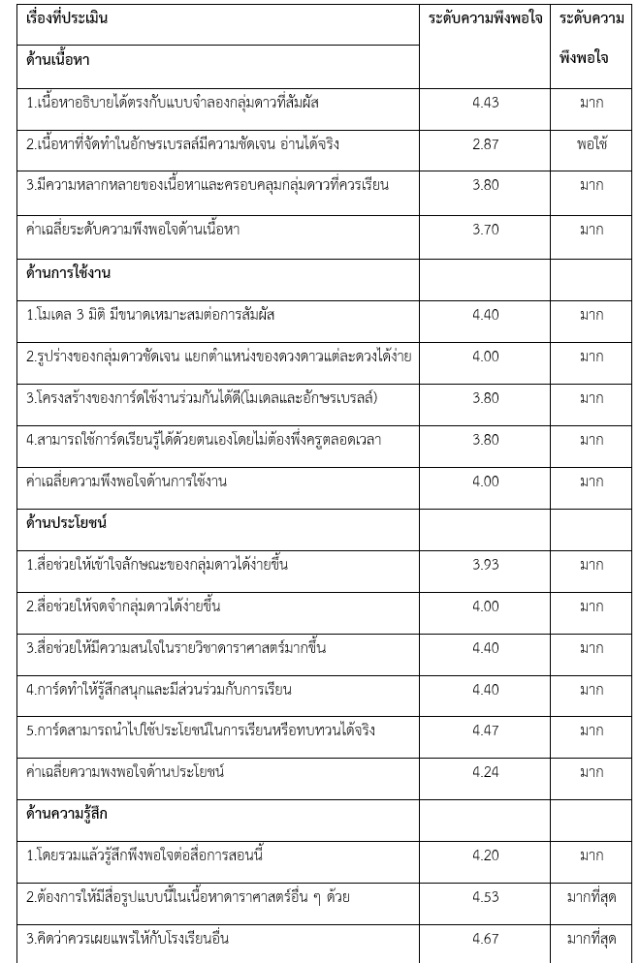 เรื่องที่ประเมิน ระดับความพึงพอใจ ระดับความ
ด้านเนื้อหา พึงพอใจ
1.เนื้อหาอธิบายได้ตรงกับแบบจำลองกลุ่มดาวที่สัมผัส 4.43 มาก
2.เนื้อหาที่จัดทำในอักษรเบรลล์มีความชัดเจน อ่านได้จริง 2.87 พอใช้
3.มีความหลากหลายของเนื้อหาและครอบคลุมกลุ่มดาวที่ควรเรียน 3.80 มาก
ค่าเฉลี่ยระดับความพึงพอใจด้านเนื้อหา 3.70 มาก
ด้านการใช้งาน
1.โมเดล 3 มิติ มีขนาดเหมาะสมต่อการสัมผัส 4.40 มาก
2.รูปร่างของกลุ่มดาวชัดเจน แยกตำแหน่งของดวงดาวแต่ละดวงได้ง่าย 4.00 มาก
3.โครงสร้างของการ์ดใช้งานร่วมกันได้ดี(โมเดลและอักษรเบรลล์) 3.80 มาก
4.สามารถใช้การ์ดเรียนรู้ได้ด้วยตนเองโดยไม่ต้องพึ่งครูตลอดเวลา 3.80 มาก
ค่าเฉลี่ยความพึงพอใจด้านการใช้งาน 4.00 มาก
ด้านประโยชน์
1.สื่อช่วยให้เข้าใจลักษณะของกลุ่มดาวได้ง่ายขึ้น 3.93 มาก
2.สื่อช่วยให้จดจำกลุ่มดาวได้ง่ายขึ้น 4.00 มาก
3.สื่อช่วยให้มีความสนใจในรายวิชาดาราศาสตร์มากขึ้น 4.40 มาก
4.การ์ดทำให้รู้สึกสนุกและมีส่วนร่วมกับการเรียน 4.40 มาก
5.การ์ดสามารถนำไปใช้ประโยชน์ในการเรียนหรือทบทวนได้จริง 4.47 มาก
ค่าเฉลี่ยความพงพอใจด้านประโยชน์ 4.24 มาก
ด้านความรู้สึก
1.โดยรวมแล้วรู้สึกพึงพอใจต่อสื่อการสอนนี้ 4.20 มาก
2.ต้องการให้มีสื่อรูปแบบนี้ในเนื้อหาดาราศาสตร์อื่น ๆ ด้วย 4.53 มากที่สุด
3.คิดว่าควรเผยแพร่ให้กับโรงเรียนอื่น 4.67 มากที่สุด